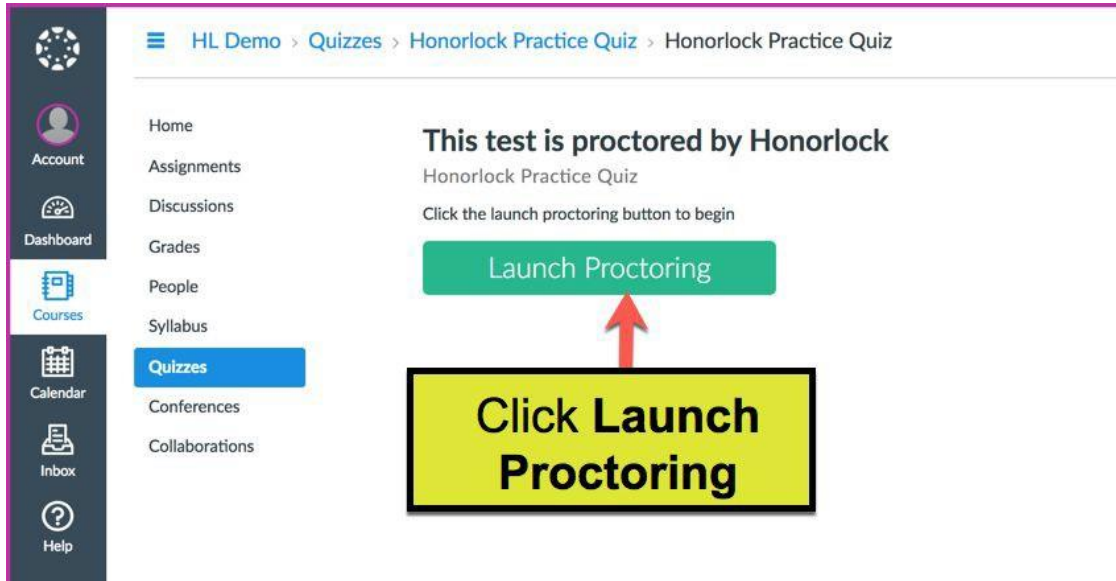 HL Demo > Quizzes > Honorlock Practice Quiz > Honorlock Practice Quiz
Account
Dashboard
Courses
Calendar
Inbox
Help
Home
Assignments
Discussions
Grades
People
Syllabus
Quizzes
Conferences
Collaborations
This test is proctored by Honorlock
Honorlock Practice Quiz
Click the launch proctoring button to begin
Launch Proctoring
Click Launch
Proctoring